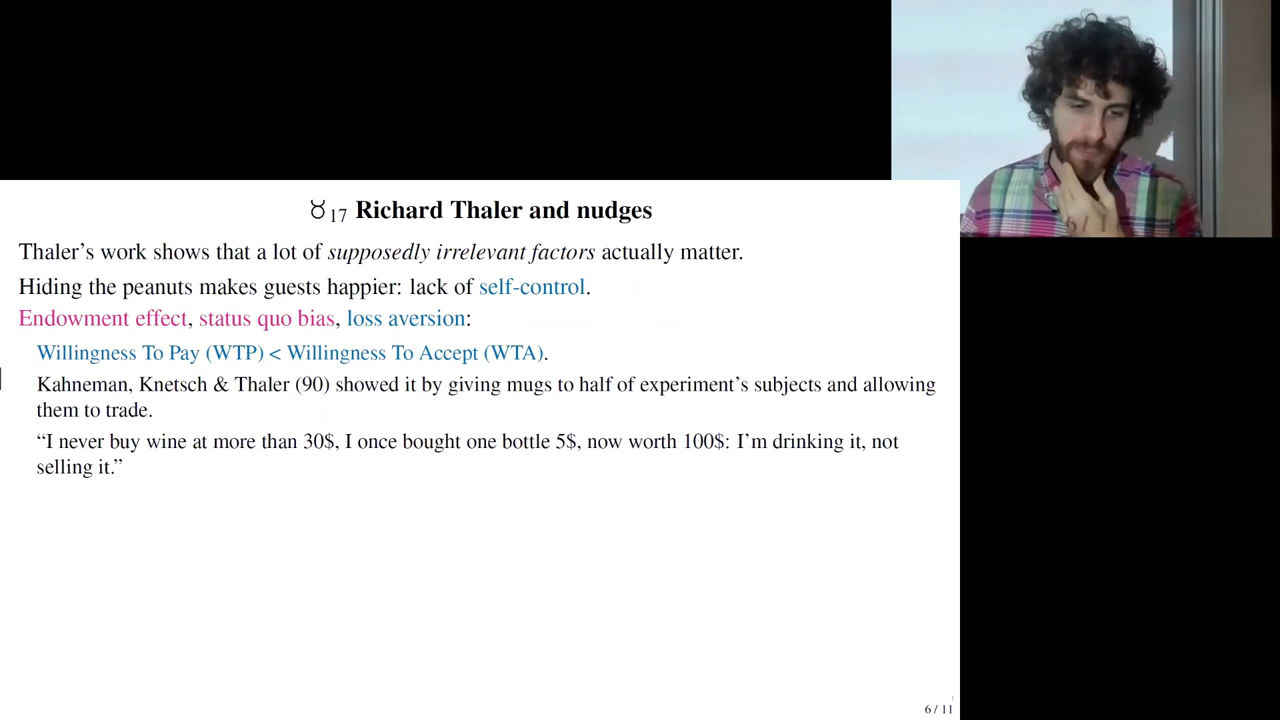 ♉17 Richard Thaler and nudges
Thaler’s work shows that a lot of supposedly irrelevant factors actually matter.
Hiding the peanuts makes guests happier: lack of self-control.
Endowment effect, status quo bias, loss aversion:
Willingness To Pay (WTP) < Willingness To Accept (WTA).
Kahneman, Knetsch & Thaler (90) showed it by giving mugs to half of experiment’s subjects and allowing
them to trade.
“I never buy wine at more than 30$, I once bought one bottle 5$, now worth 100$: I’m drinking it, not
selling it.”
6 / 11